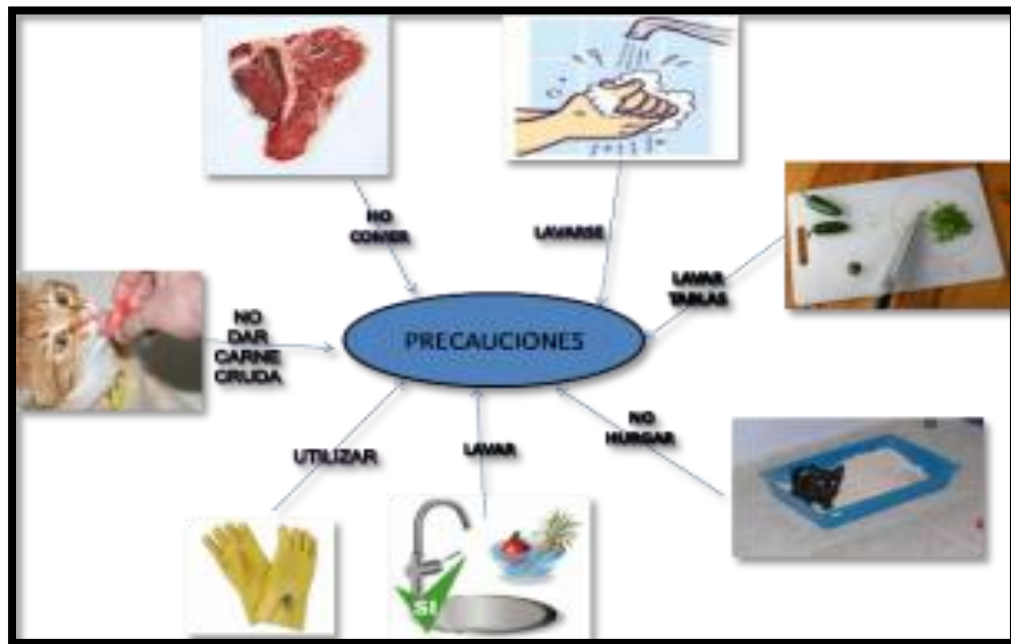 NO
COMER
LAVARSE
LAVAR
TABLAS
NO
DAR
CARNE
CRUDA
PRECAUCIONES
NO
HURGAR
UTILIZAR
LAVAR
SI